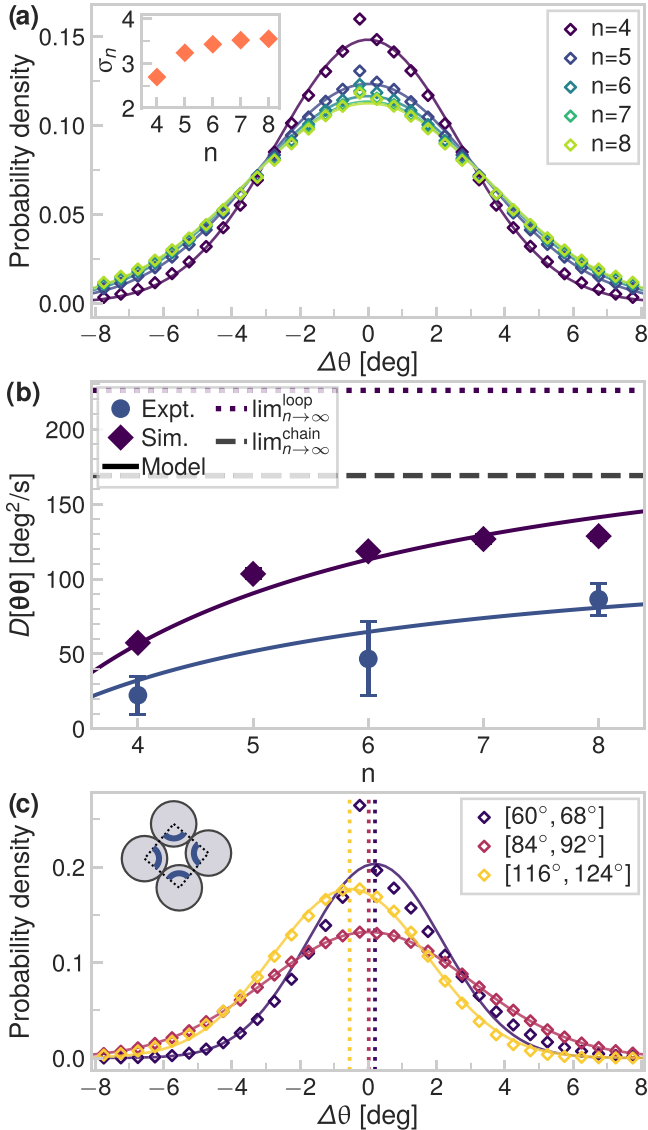 (a)
Probability density
0.15
0.10
0.05
0.00
σn
4
3
2
4 5 6 7 8
n
n=4
n=5
n=6
n=7
n=8
−8 −6 −4 −2 0 2 4 6 8
Δθ [deg]
(b)
D[θθ] [deg²/s]
200
150
100
50
0
Expt.
Sim.
Model
lim loop n→∞
lim chain n→∞
4 5 6 7 8
n
(c)
Probability density
0.2
0.1
0.0
[60°, 68°]
[84°, 92°]
[116°, 124°]
−8 −6 −4 −2 0 2 4 6 8
Δθ [deg]